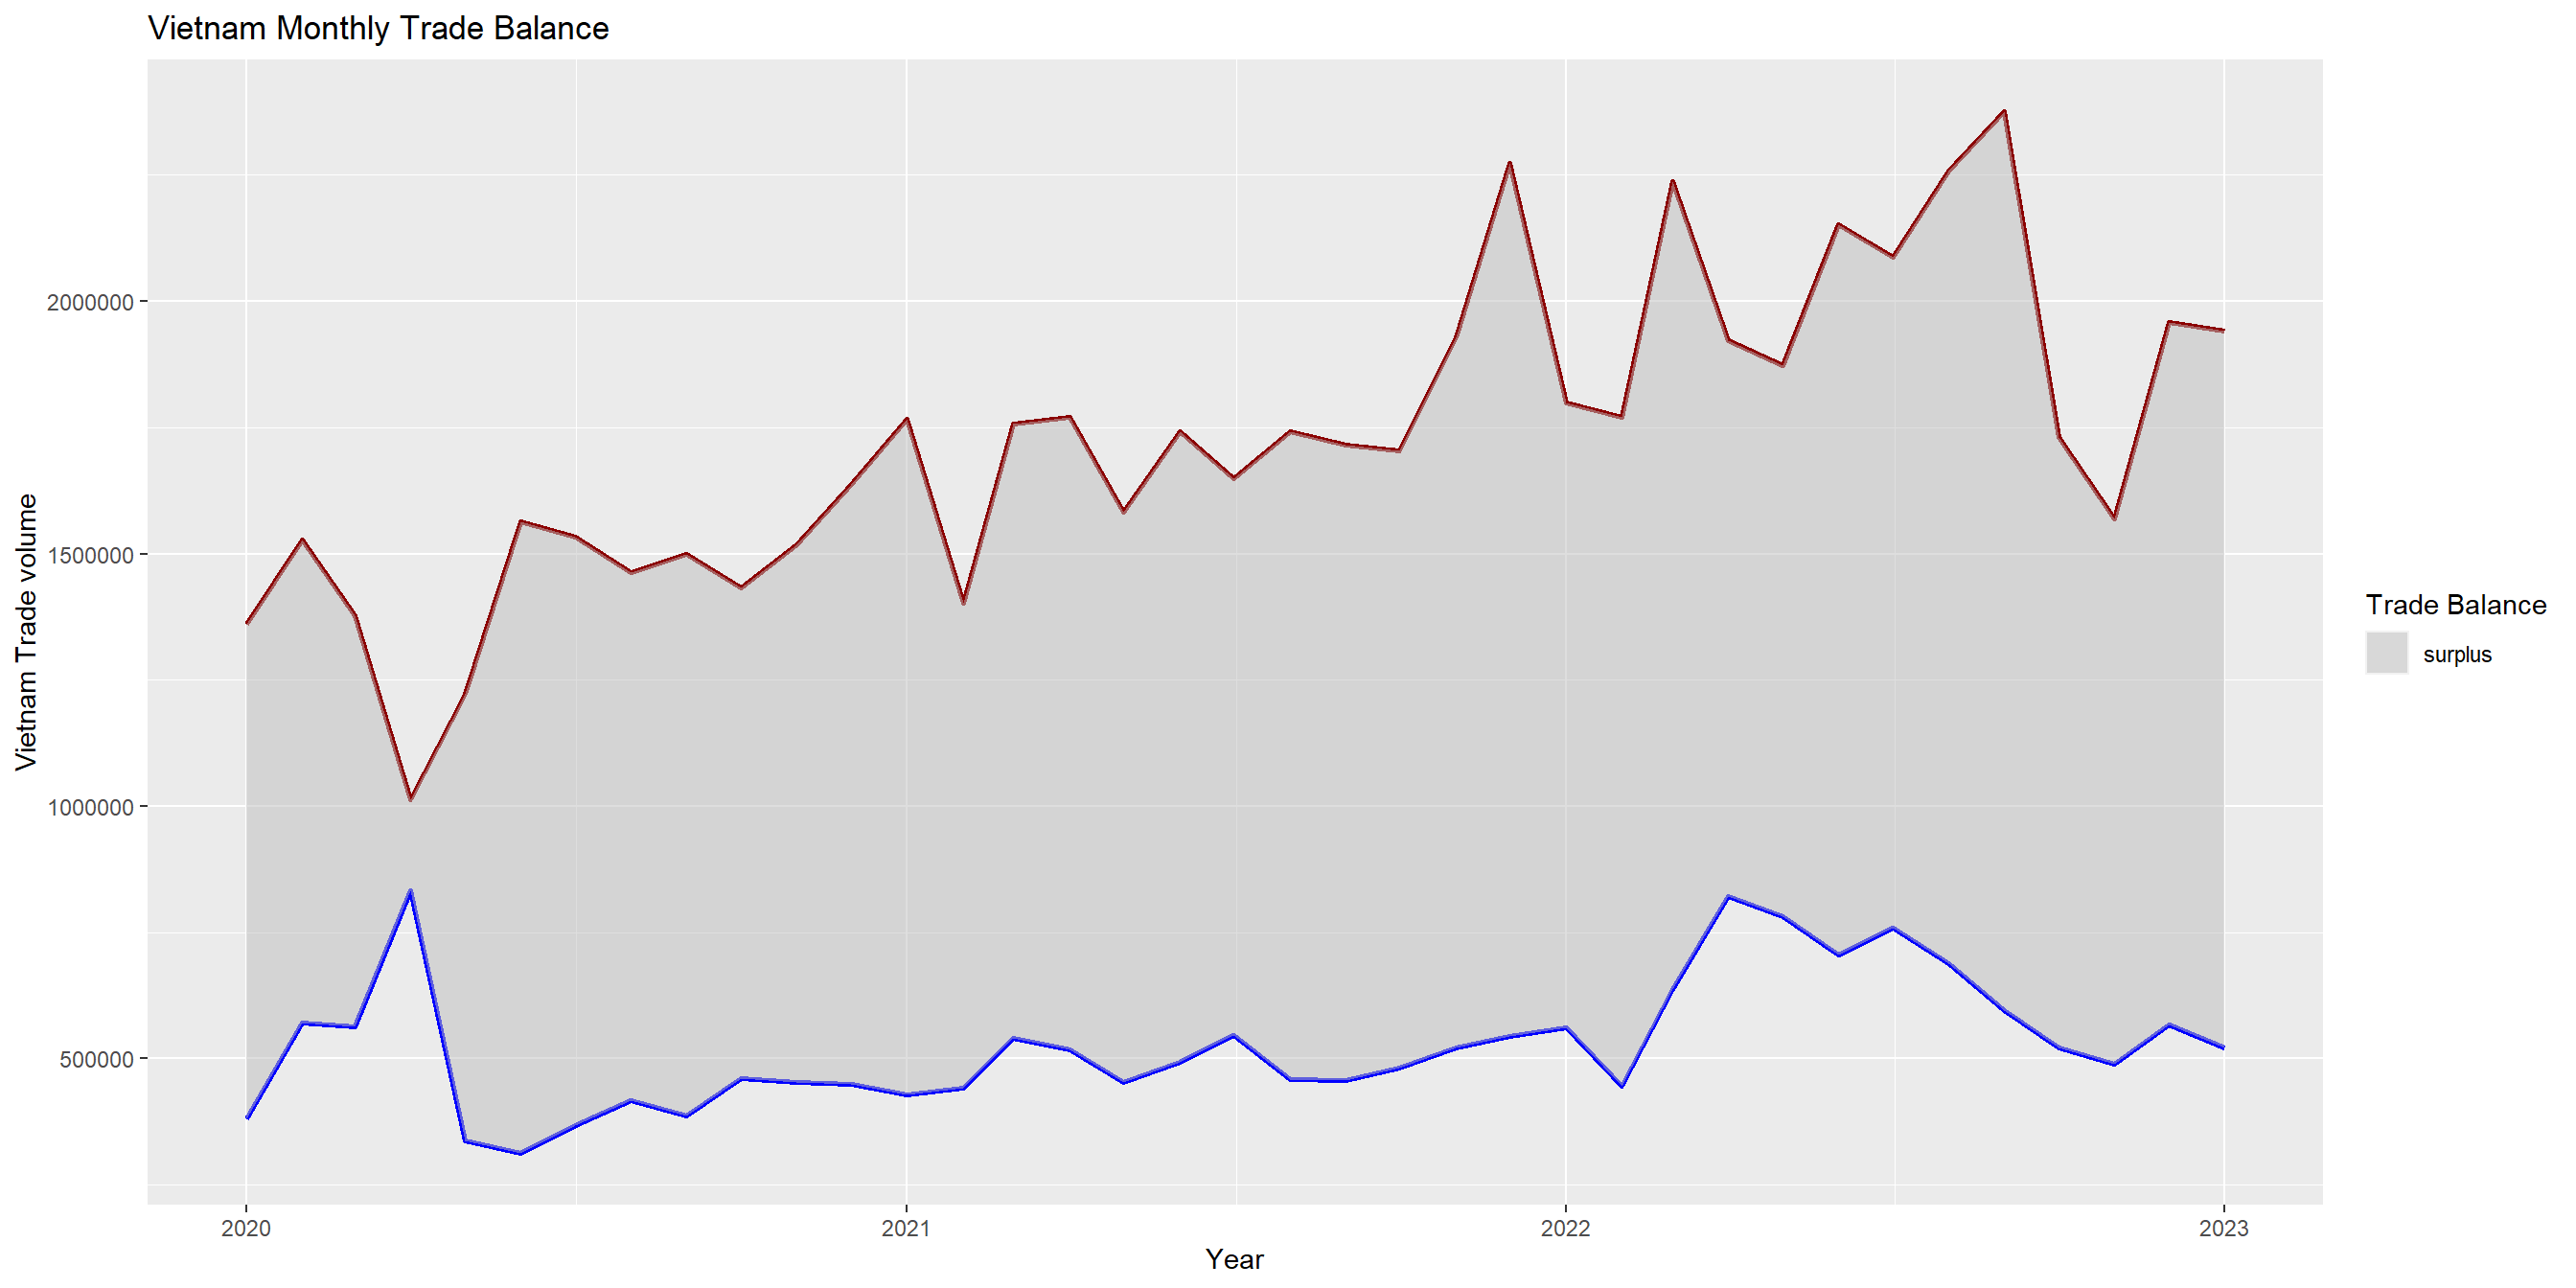 Vietnam Monthly Trade Balance
Vietnam Trade volume
2000000
1500000
1000000
500000
2020
2021
2022
2023
Year
Trade Balance
surplus